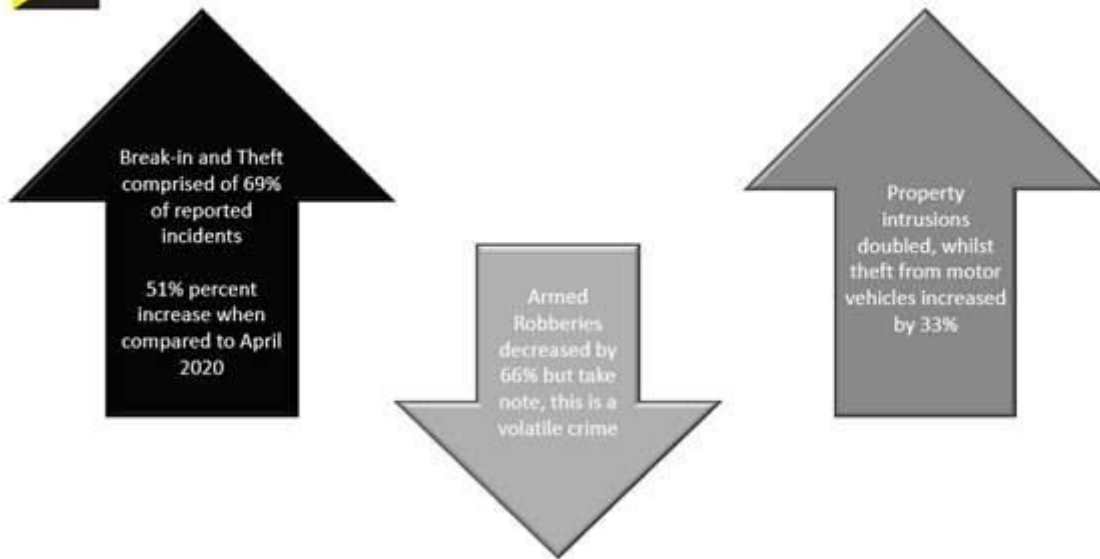 Break-in and Theft
comprised of 69%
of reported
incidents
51% percent
increase when
compared to April
2020
Armed
Robberies
decreased by
66% but take
note, this is a
volatile crime
Property
intrusions
doubled, whilst
theft from motor
vehicles increased
by 33%